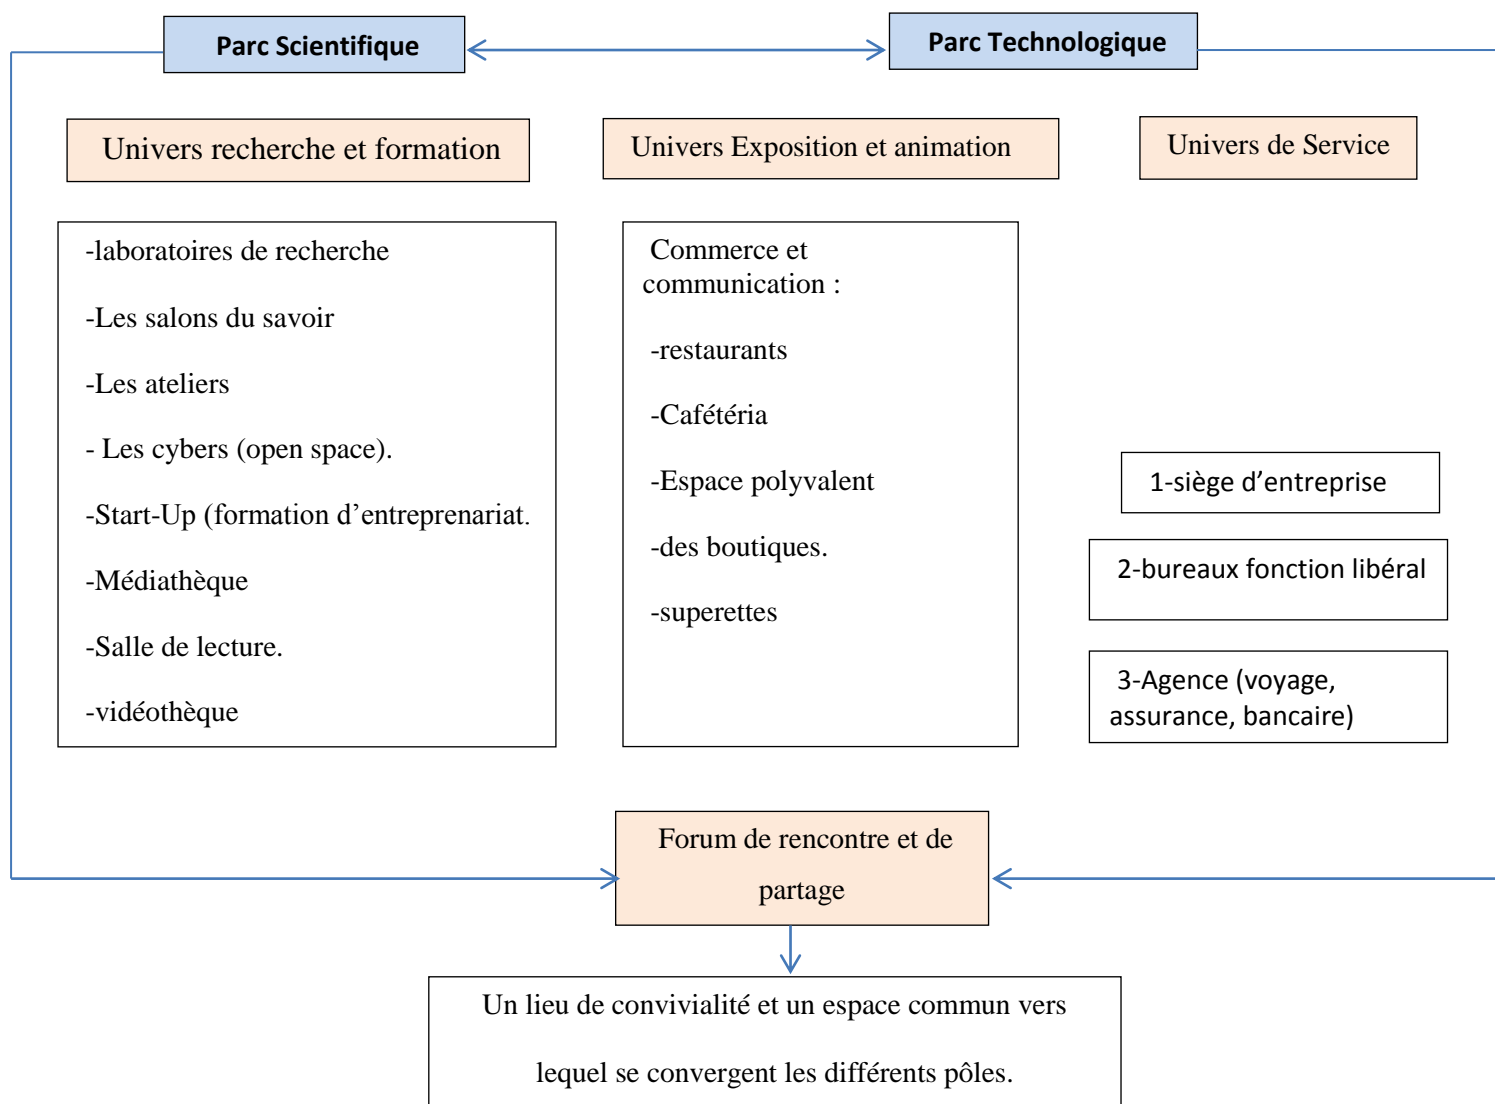 Parc Scientifique
Parc Technologique
Univers recherche et formation
Univers Exposition et animation
Univers de Service
-laboratoires de recherche
-Les salons du savoir
-Les ateliers
- Les cybers (open space).
-Start-Up (formation d’entreprenariat.
-Médiathèque
-Salle de lecture.
-vidéothèque
Commerce et
communication :
-restaurants
-Cafétéria
-Espace polyvalent
-des boutiques.
-superettes
1-siège d’entreprise
2-bureaux fonction libéral
3-Agence (voyage,
assurance, bancaire)
Forum de rencontre et de
partage
Un lieu de convivialité et un espace commun vers
lequel se convergent les différents pôles.